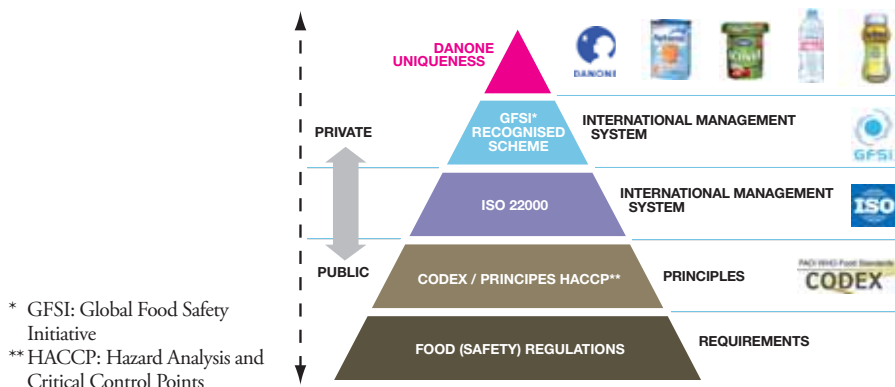 DANONE
UNIQUENESS
DANONE
GFSI*
RECOGNISED
SCHEME
INTERNATIONAL MANAGEMENT
SYSTEM
PRIVATE
GFSI
ISO 22000
INTERNATIONAL MANAGEMENT
SYSTEM
ISO
PUBLIC
CODEX / PRINCIPES HACCP**
PRINCIPLES
CODEX
FOOD (SAFETY) REGULATIONS
REQUIREMENTS
* GFSI: Global Food Safety
Initiative
** HACCP: Hazard Analysis and
Critical Control Points